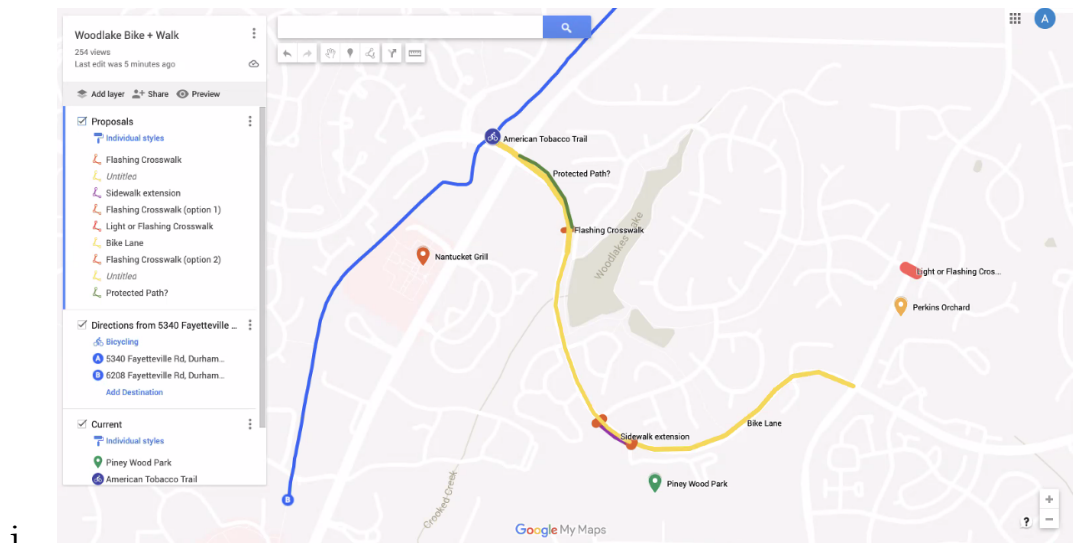 Woodlake Bike + Walk
254 views
Last edit was 5 minutes ago
Add layer Share Preview
Proposals
Individual styles
Flashing Crosswalk
Untitled
Sidewalk extension
Flashing Crosswalk (option 1)
Light or Flashing Crosswalk
Bike Lane
Flashing Crosswalk (option 2)
Untitled
Protected Path?
Directions from 5340 Fayetteville ...
Bicycling
A 5340 Fayetteville Rd, Durham...
B 6208 Fayetteville Rd, Durham...
Add Destination
Current
Individual styles
Piney Wood Park
American Tobacco Trail
A
American Tobacco Trail
Protected Path?
Flashing Crosswalk
Woodlakes Lake
Nantucket Grill
Light or Flashing Cros...
Perkins Orchard
Sidewalk extension
Bike Lane
Piney Wood Park
Crooked Creek
B
Google My Maps
+
?
−
i.